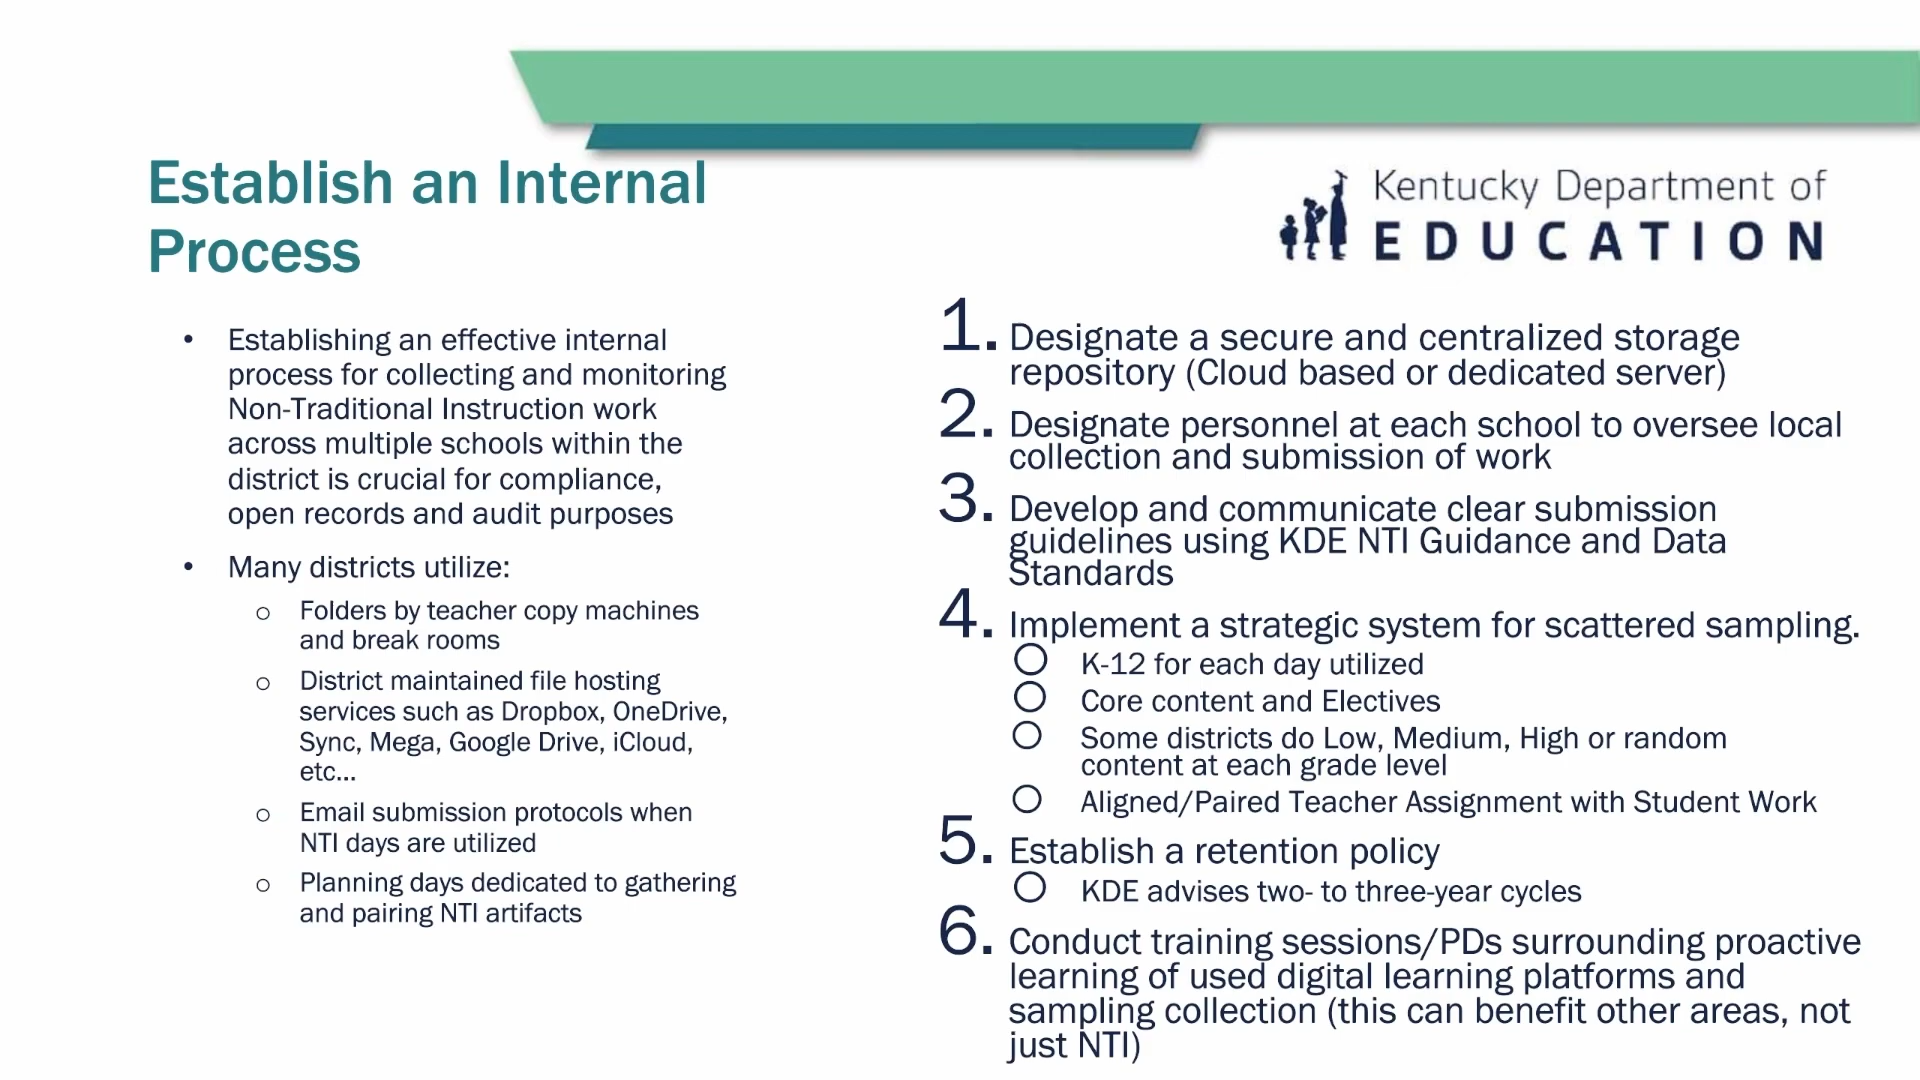 Establish an Internal
Process
Kentucky Department of
EDUCATION
• Establishing an effective internal
process for collecting and monitoring
Non-Traditional Instruction work
across multiple schools within the
district is crucial for compliance,
open records and audit purposes
• Many districts utilize:
o Folders by teacher copy machines
and break rooms
o District maintained file hosting
services such as Dropbox, OneDrive,
Sync, Mega, Google Drive, iCloud,
etc...
o Email submission protocols when
NTI days are utilized
o Planning days dedicated to gathering
and pairing NTI artifacts
1. Designate a secure and centralized storage
repository (Cloud based or dedicated server)
2. Designate personnel at each school to oversee local
collection and submission of work
3. Develop and communicate clear submission
guidelines using KDE NTI Guidance and Data
Standards
4. Implement a strategic system for scattered sampling.
○ K-12 for each day utilized
○ Core content and Electives
○ Some districts do Low, Medium, High or random
content at each grade level
○ Aligned/Paired Teacher Assignment with Student Work
5. Establish a retention policy
○ KDE advises two- to three-year cycles
6. Conduct training sessions/PDs surrounding proactive
learning of used digital learning platforms and
sampling collection (this can benefit other areas, not
just NTI)